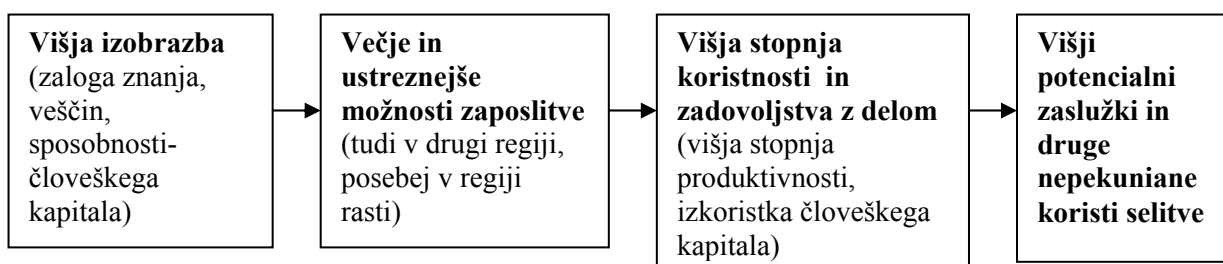 Višja izobrazba
(zaloga znanja,
veščin,
sposobnosti-
človeškega
kapitala)
Večje in
ustreznejše
možnosti zaposlitve
(tudi v drugi regiji,
posebej v regiji
rasti)
Višja stopnja
koristnosti in
zadovoljstva z delom
(višja stopnja
produktivnosti,
izkoristka človeškega
kapitala)
Višji
potencialni
zaslužki in
druge
nepekuniane
koristi selitve